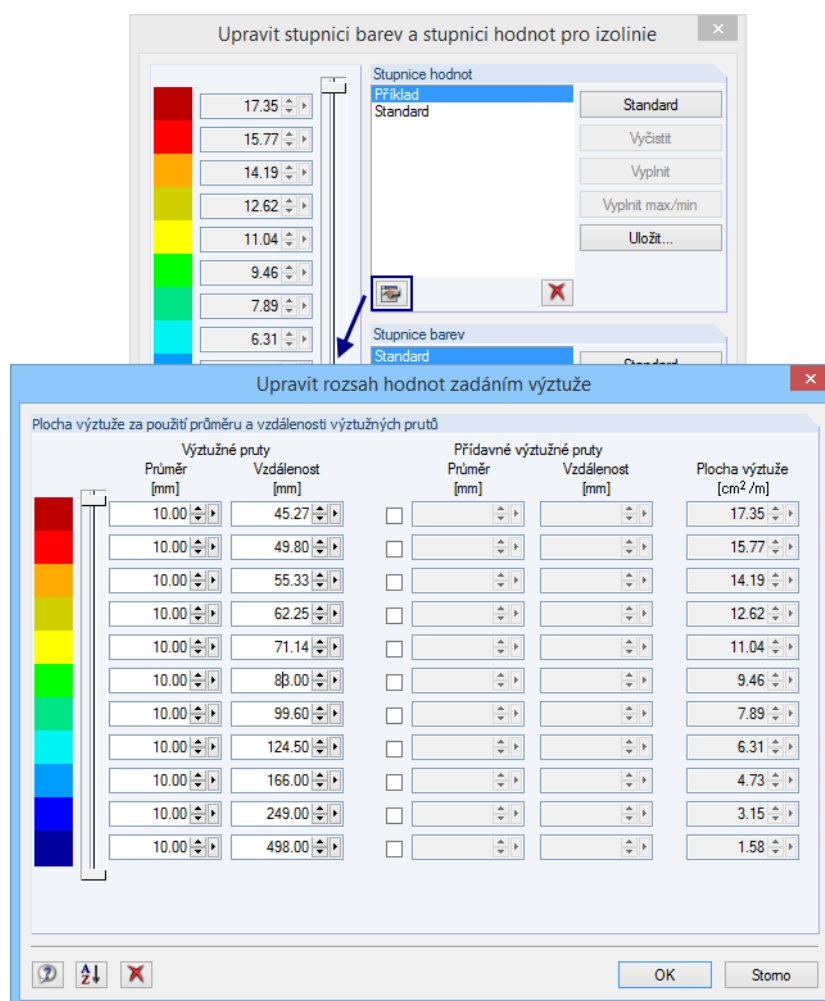 Upravit stupnici barev a stupnici hodnot pro izolinie
Stupnice hodnot
Příklad
Standard
Standard
Vyčistit
Vyplnit
Vyplnit max/min
Uložit...
17.35
15.77
14.19
12.62
11.04
9.46
7.89
6.31
Stupnice barev
Standard
Standard
Upravit rozsah hodnot zadáním výztuže
Plocha výztuže za použití průměru a vzdálenosti výztužných prutů
Výztužné pruty Přídavné výztužné pruty
Průměr Vzdálenost Průměr Vzdálenost Plocha výztuže
[mm] [mm] [mm] [mm] [cm²/m]
10.00 45.27 17.35
10.00 49.80 15.77
10.00 55.33 14.19
10.00 62.25 12.62
10.00 71.14 11.04
10.00 83.00 9.46
10.00 99.60 7.89
10.00 124.50 6.31
10.00 166.00 4.73
10.00 249.00 3.15
10.00 498.00 1.58
OK Storno